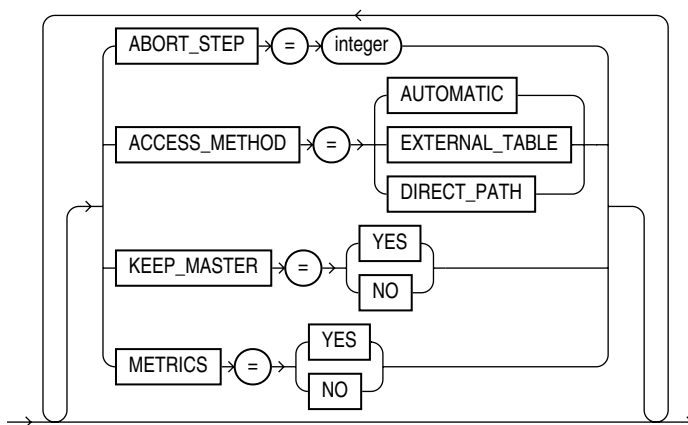 ABORT_STEP = integer
AUTOMATIC
ACCESS_METHOD = EXTERNAL_TABLE
DIRECT_PATH
YES
KEEP_MASTER =
NO
YES
METRICS =
NO